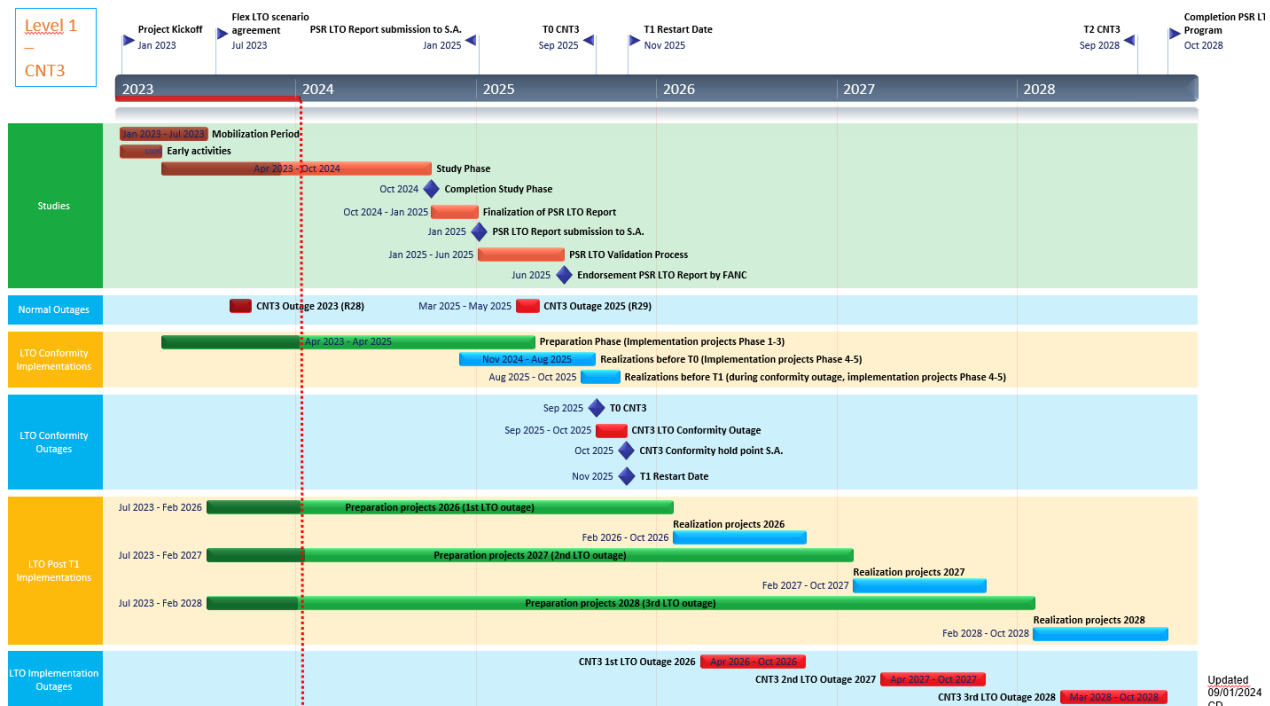 Level 1
–
CNT3
Project Kickoff
Jan 2023
Flex LTO scenario
agreement
Jul 2023
PSR LTO Report submission to S.A.
Jan 2025
T0 CNT3
Sep 2025
T1 Restart Date
Nov 2025
T2 CNT3
Sep 2028
Completion PSR LT
Program
Oct 2028
2023 2024 2025 2026 2027 2028
Studies
Jan 2023 - Jul 2023 Mobilization Period
Early activities
Apr 2023 - Oct 2024 Study Phase
Oct 2024 Completion Study Phase
Oct 2024 - Jan 2025 Finalization of PSR LTO Report
Jan 2025 PSR LTO Report submission to S.A.
Jan 2025 - Jun 2025 PSR LTO Validation Process
Jun 2025 Endorsement PSR LTO Report by FANC
Normal Outages
CNT3 Outage 2023 (R28) Mar 2025 - May 2025 CNT3 Outage 2025 (R29)
LTO Conformity
Implementations
Apr 2023 - Apr 2025 Preparation Phase (Implementation projects Phase 1-3)
Nov 2024 - Aug 2025 Realizations before T0 (Implementation projects Phase 4-5)
Aug 2025 - Oct 2025 Realizations before T1 (during conformity outage, implementation projects Phase 4-5)
LTO Conformity
Outages
Sep 2025 T0 CNT3
Sep 2025 - Oct 2025 CNT3 LTO Conformity Outage
Oct 2025 CNT3 Conformity hold point S.A.
Nov 2025 T1 Restart Date
LTO Post T1
Implementations
Jul 2023 - Feb 2026 Preparation projects 2026 (1st LTO outage)
Realization projects 2026
Feb 2026 - Oct 2026
Jul 2023 - Feb 2027 Preparation projects 2027 (2nd LTO outage)
Realization projects 2027
Feb 2027 - Oct 2027
Jul 2023 - Feb 2028 Preparation projects 2028 (3rd LTO outage)
Realization projects 2028
Feb 2028 - Oct 2028
LTO Implementation
Outages
CNT3 1st LTO Outage 2026 Apr 2026 - Oct 2026
CNT3 2nd LTO Outage 2027 Apr 2027 - Oct 2027
CNT3 3rd LTO Outage 2028 Mar 2028 - Oct 2028
Updated
09/01/2024